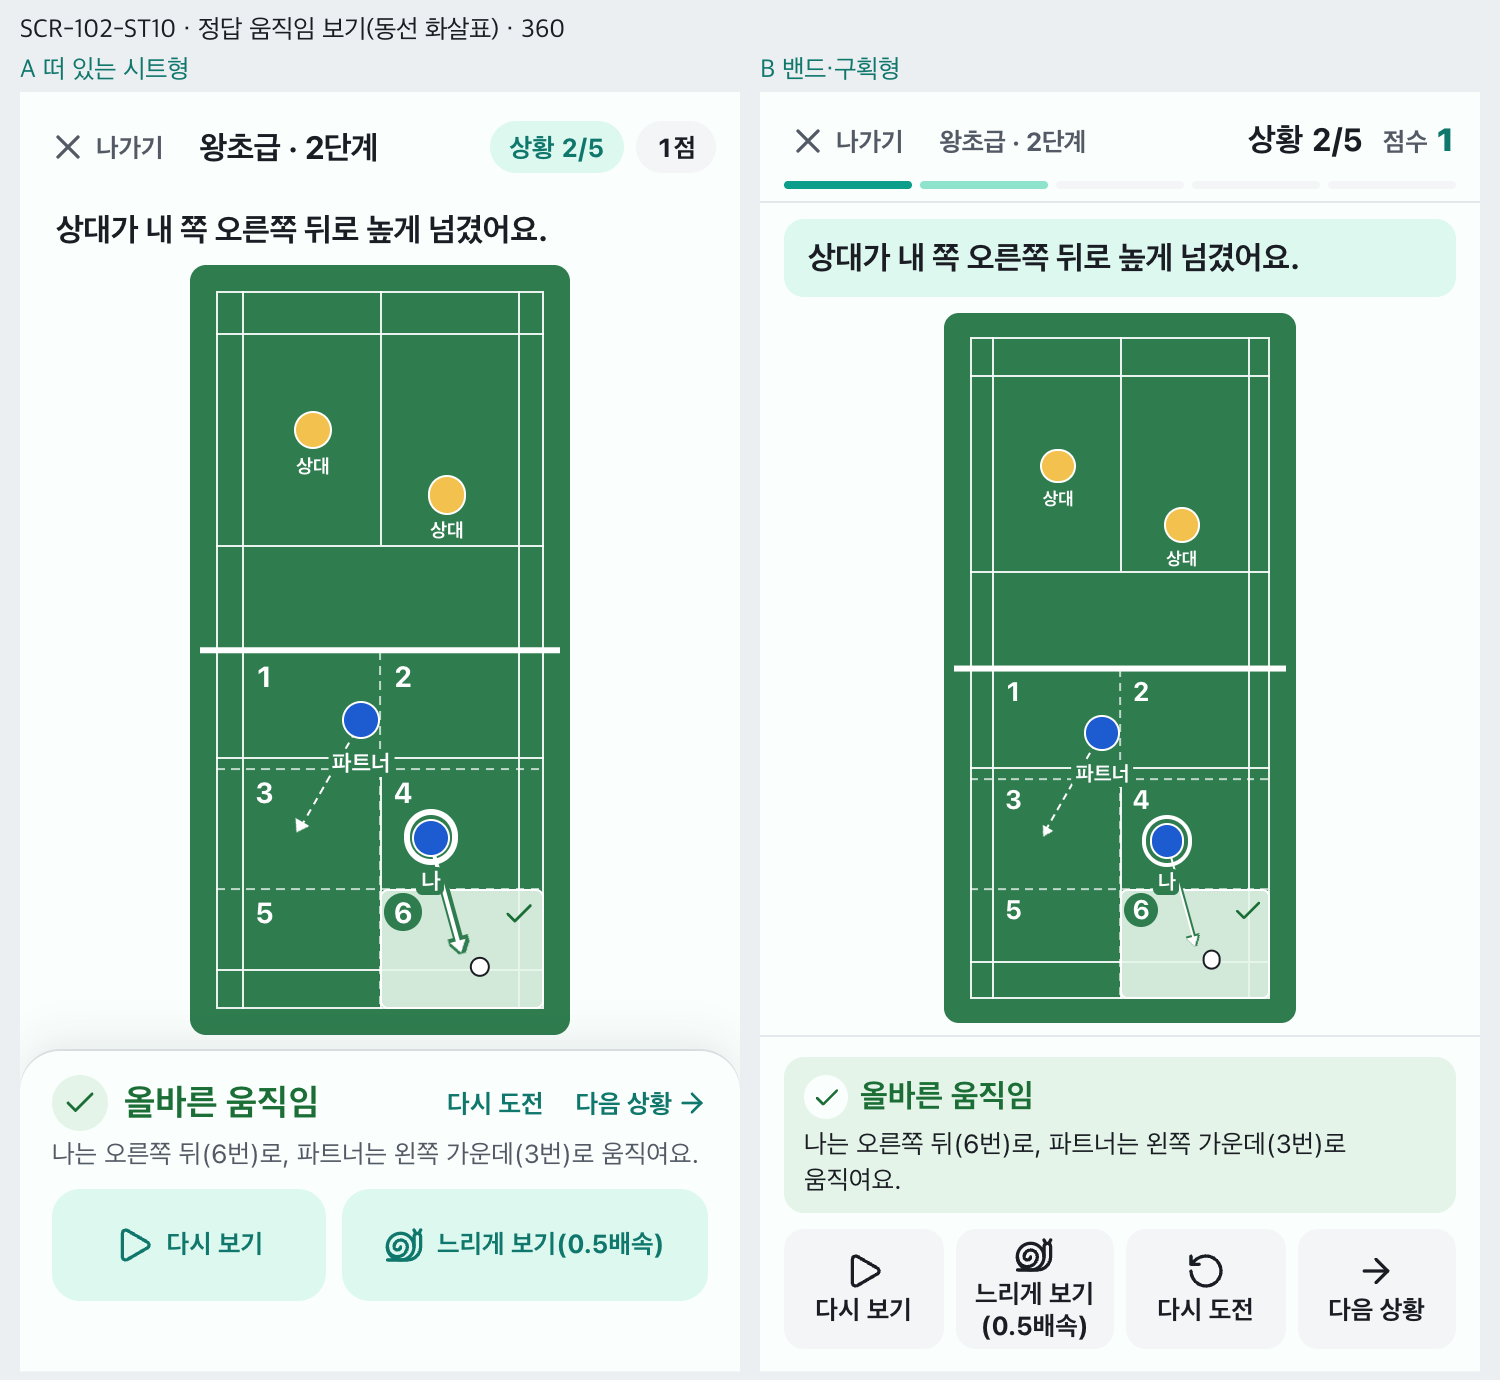 SCR-102-ST10 · 정답 움직임 보기(동선 화살표) · 360
A 떠 있는 시트형
나가기
왕초급 · 2단계
상황 2/5
1점
상대가 내 쪽 오른쪽 뒤로 높게 넘겼어요.
상대
상대
1
2
파트너
3
4
나
5
6
올바른 움직임
다시 도전
다음 상황
나는 오른쪽 뒤(6번)로, 파트너는 왼쪽 가운데(3번)로 움직여요.
다시 보기
느리게 보기(0.5배속)
B 밴드·구획형
나가기
왕초급 · 2단계
상황 2/5
점수 1
상대가 내 쪽 오른쪽 뒤로 높게 넘겼어요.
상대
상대
1
2
파트너
3
4
나
5
6
올바른 움직임
나는 오른쪽 뒤(6번)로, 파트너는 왼쪽 가운데(3번)로
움직여요.
다시 보기
느리게 보기
(0.5배속)
다시 도전
다음 상황